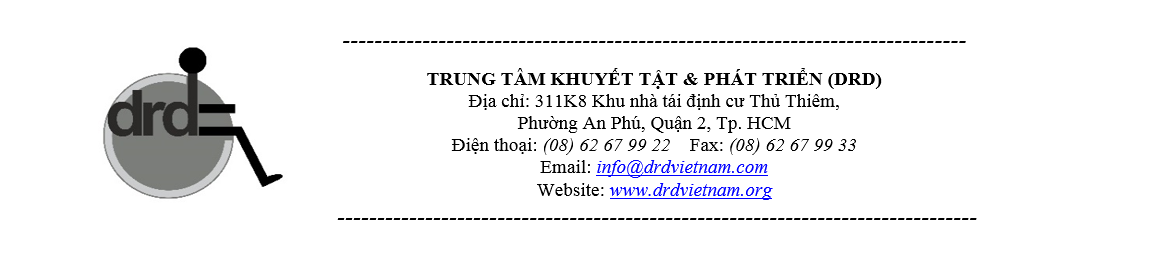 drd
------------------------------------------------------------------------------
TRUNG TÂM KHUYẾT TẬT & PHÁT TRIỂN (DRD)
Địa chỉ: 311K8 Khu nhà tái định cư Thủ Thiêm,
Phường An Phú, Quận 2, Tp. HCM
Điện thoại: (08) 62 67 99 22 Fax: (08) 62 67 99 33
Email: info@drdvietnam.com
Website: www.drdvietnam.org
--------------------------------------------------------------------------------